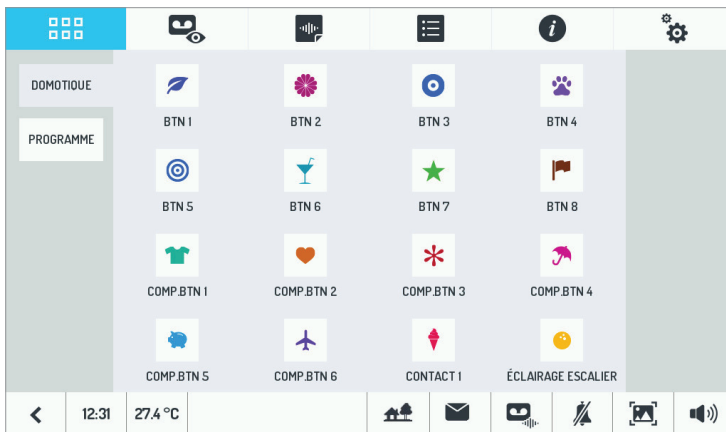 DOMOTIQUE
PROGRAMME
BTN 1
BTN 2
BTN 3
BTN 4
BTN 5
BTN 6
BTN 7
BTN 8
COMP.BTN 1
COMP.BTN 2
COMP.BTN 3
COMP.BTN 4
COMP.BTN 5
COMP.BTN 6
CONTACT 1
ÉCLAIRAGE ESCALIER
12:31
27.4 °C